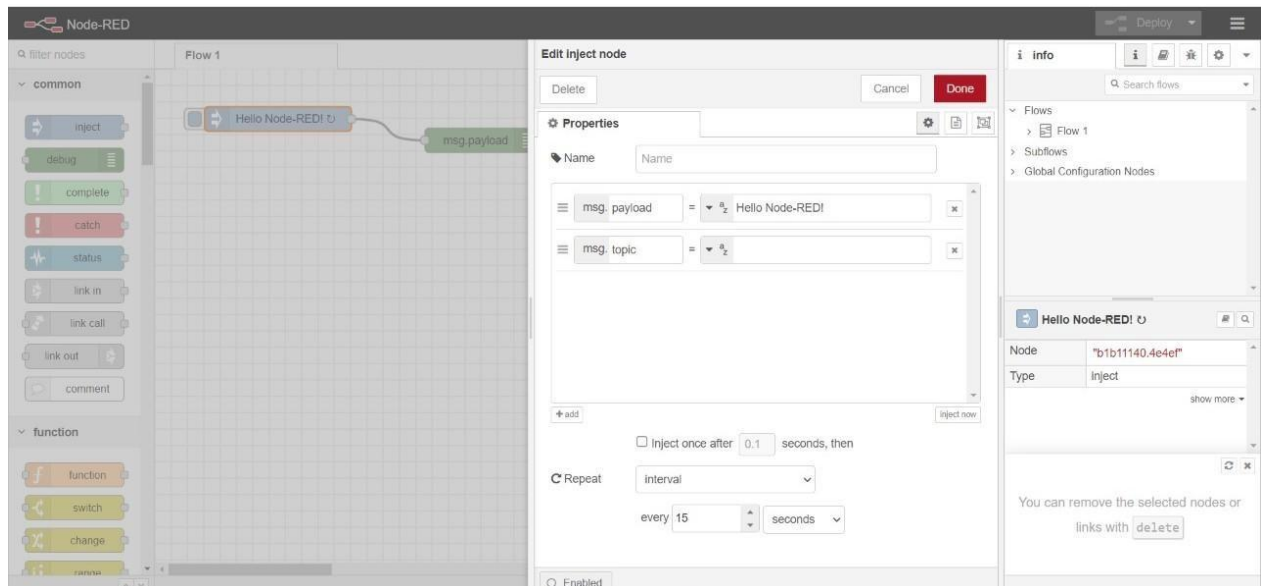 Node-RED
Deploy
filter nodes
common
inject
debug
complete
catch
status
link in
link call
link out
comment
function
function
switch
change
range
Flow 1
Hello Node-RED! ↻
msg.payload
Edit inject node
Delete
Cancel
Done
Properties
Name
Name
msg. payload = a z Hello Node-RED!
msg. topic = a z
+ add
inject now
Inject once after 0.1 seconds, then
Repeat
interval
every 15 seconds
Enabled
i info
i
Search flows
Flows
Flow 1
Subflows
Global Configuration Nodes
Hello Node-RED! ↻
Node "b1b11140.4e4ef"
Type inject
show more
You can remove the selected nodes or
links with delete